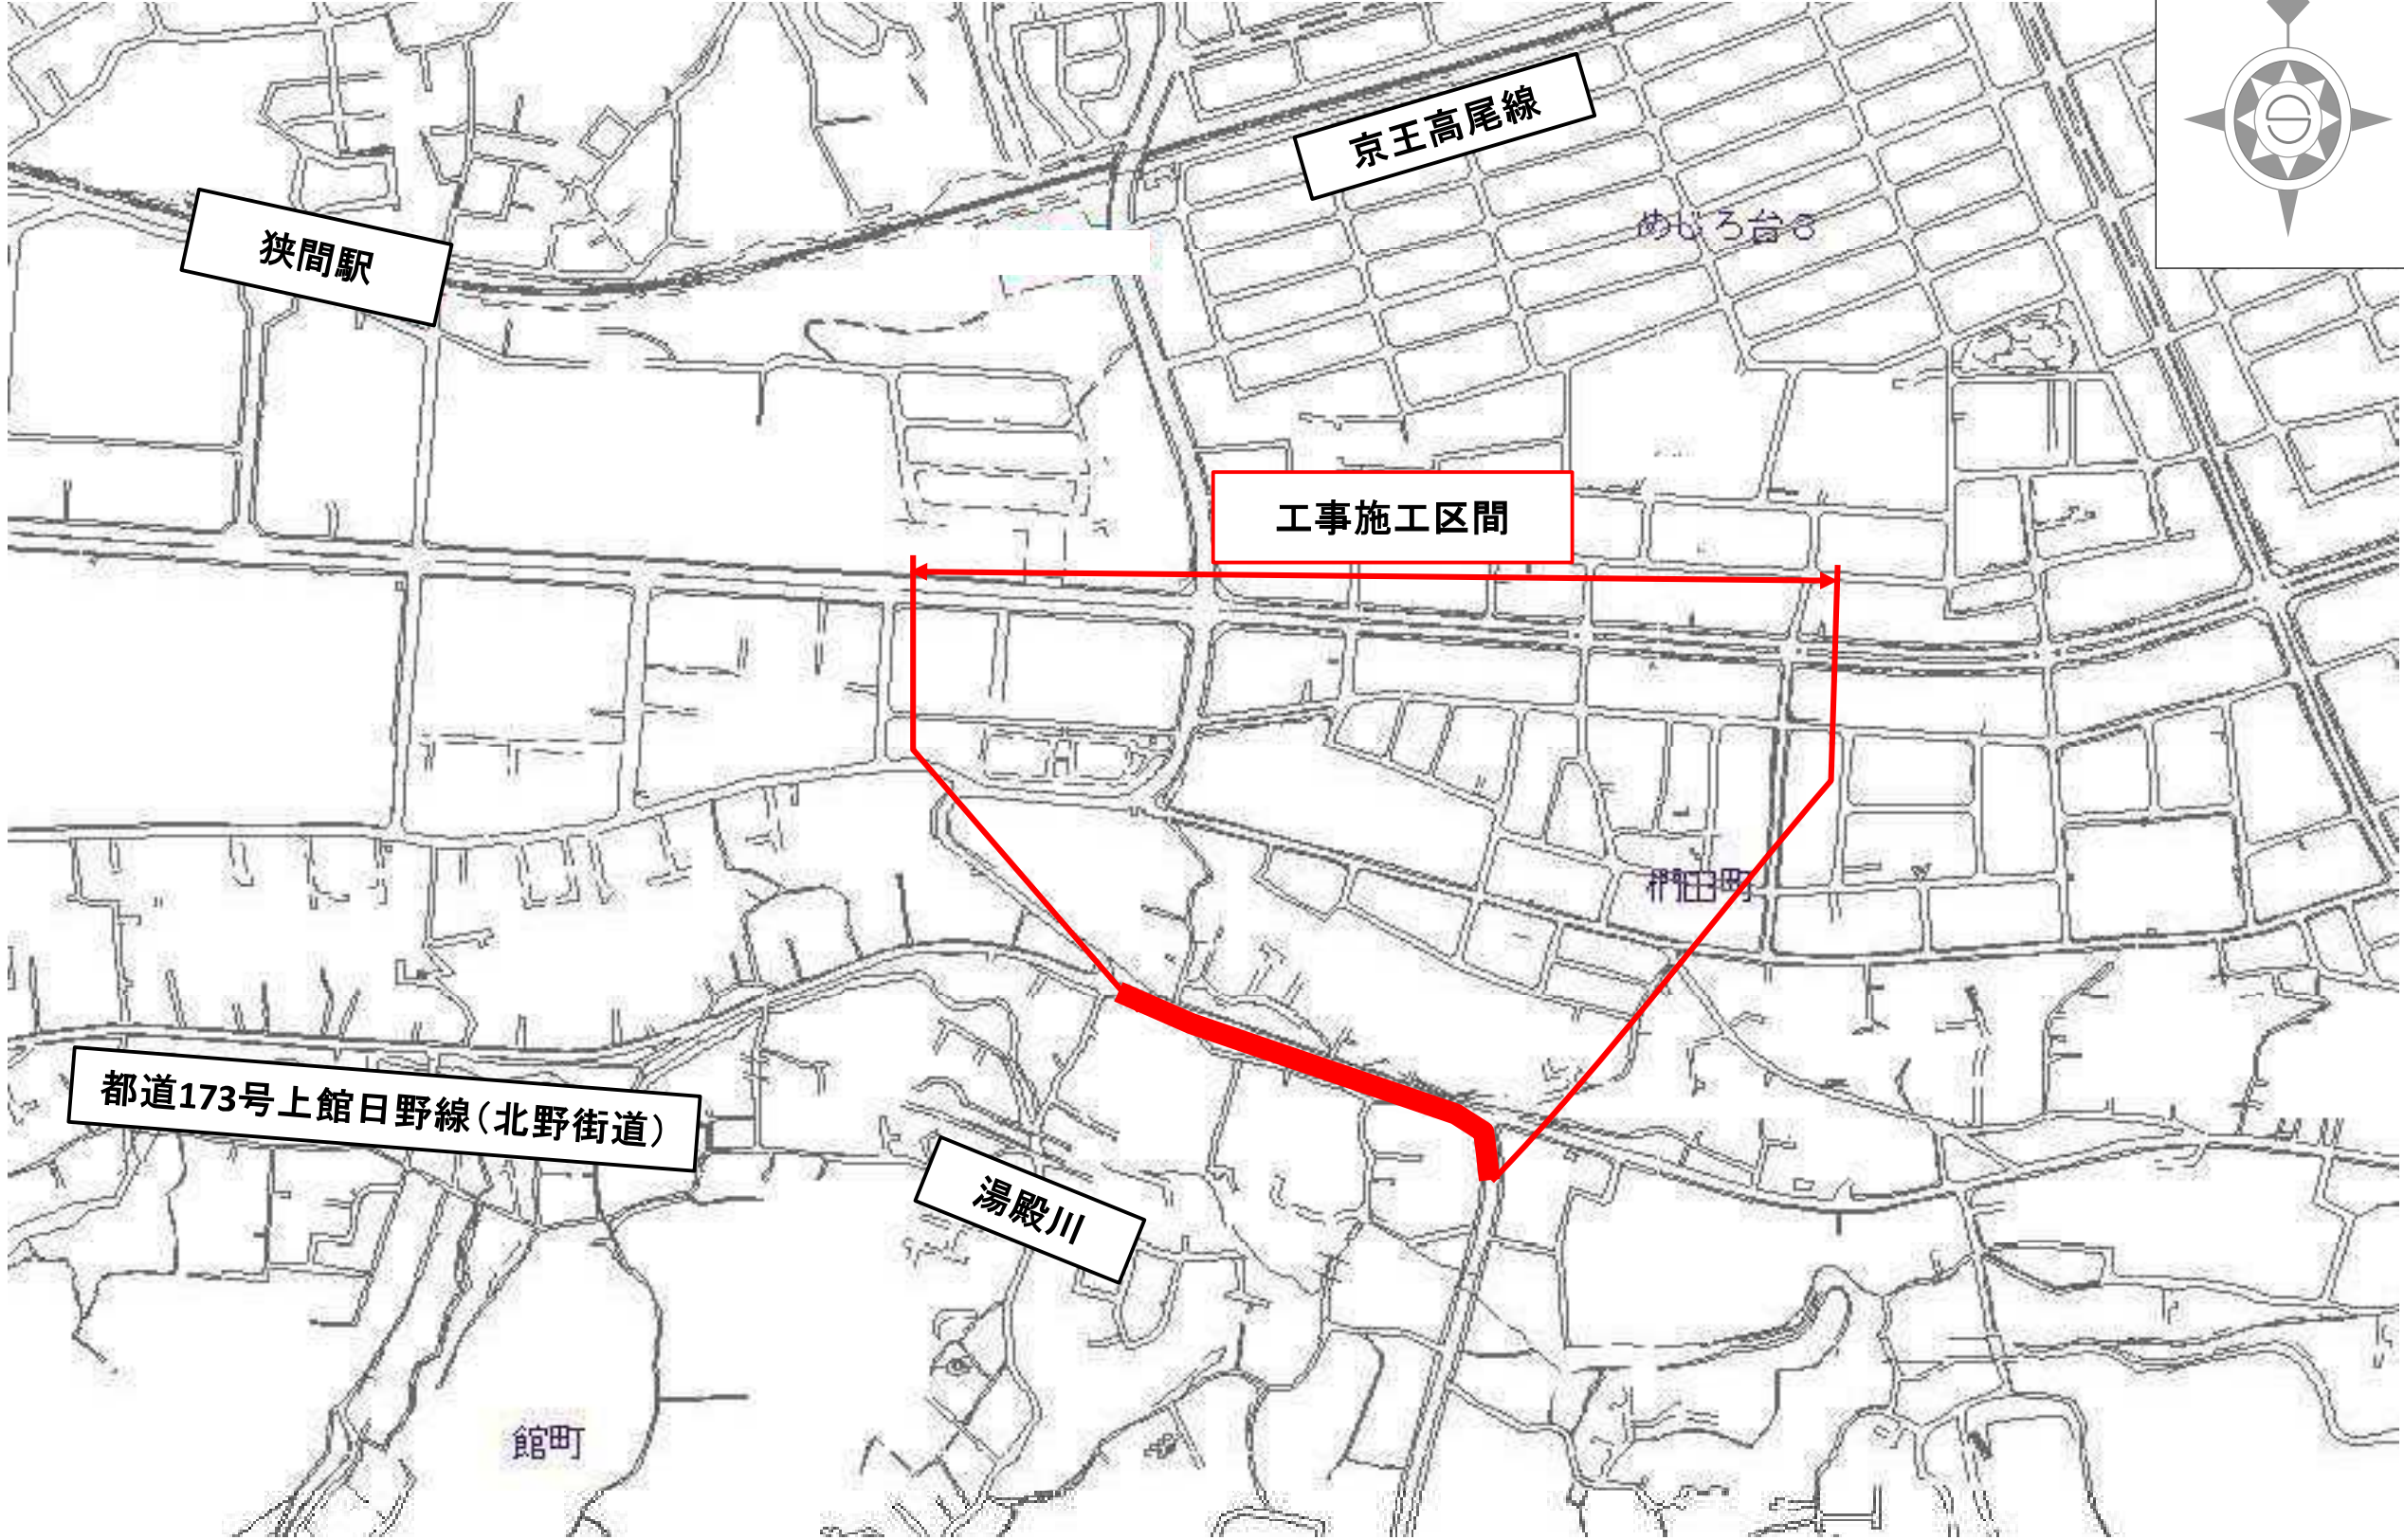 京王高尾線
めじろ台3
狭間駅
工事施工区間
椚田町
都道173号上館日野線（北野街道）
湯殿川
館町